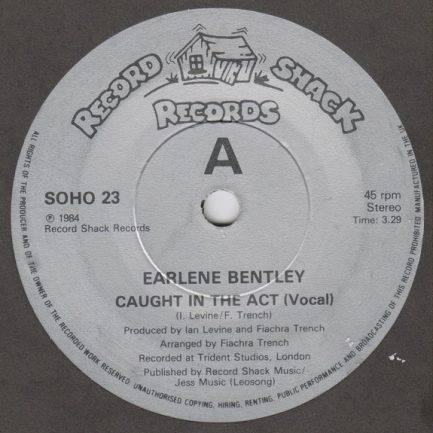 RECORD SHACK
RECORDS
A
SOHO 23
℗ 1984
Record Shack Records
45 rpm
Stereo
Time: 3.29
EARLENE BENTLEY
CAUGHT IN THE ACT (Vocal)
(I. Levine/F. Trench)
Produced by Ian Levine and Fiachra Trench
Arranged by Fiachra Trench
Recorded at Trident Studios, London
Published by Record Shack Music/
Jess Music (Leosong)
ALL RIGHTS OF THE PRODUCER AND OF THE OWNER OF THE RECORDED WORK RESERVED. UNAUTHORISED COPYING, HIRING, RENTING, PUBLIC PERFORMANCE AND BROADCASTING OF THIS RECORD PROHIBITED MANUFACTURED IN THE UK